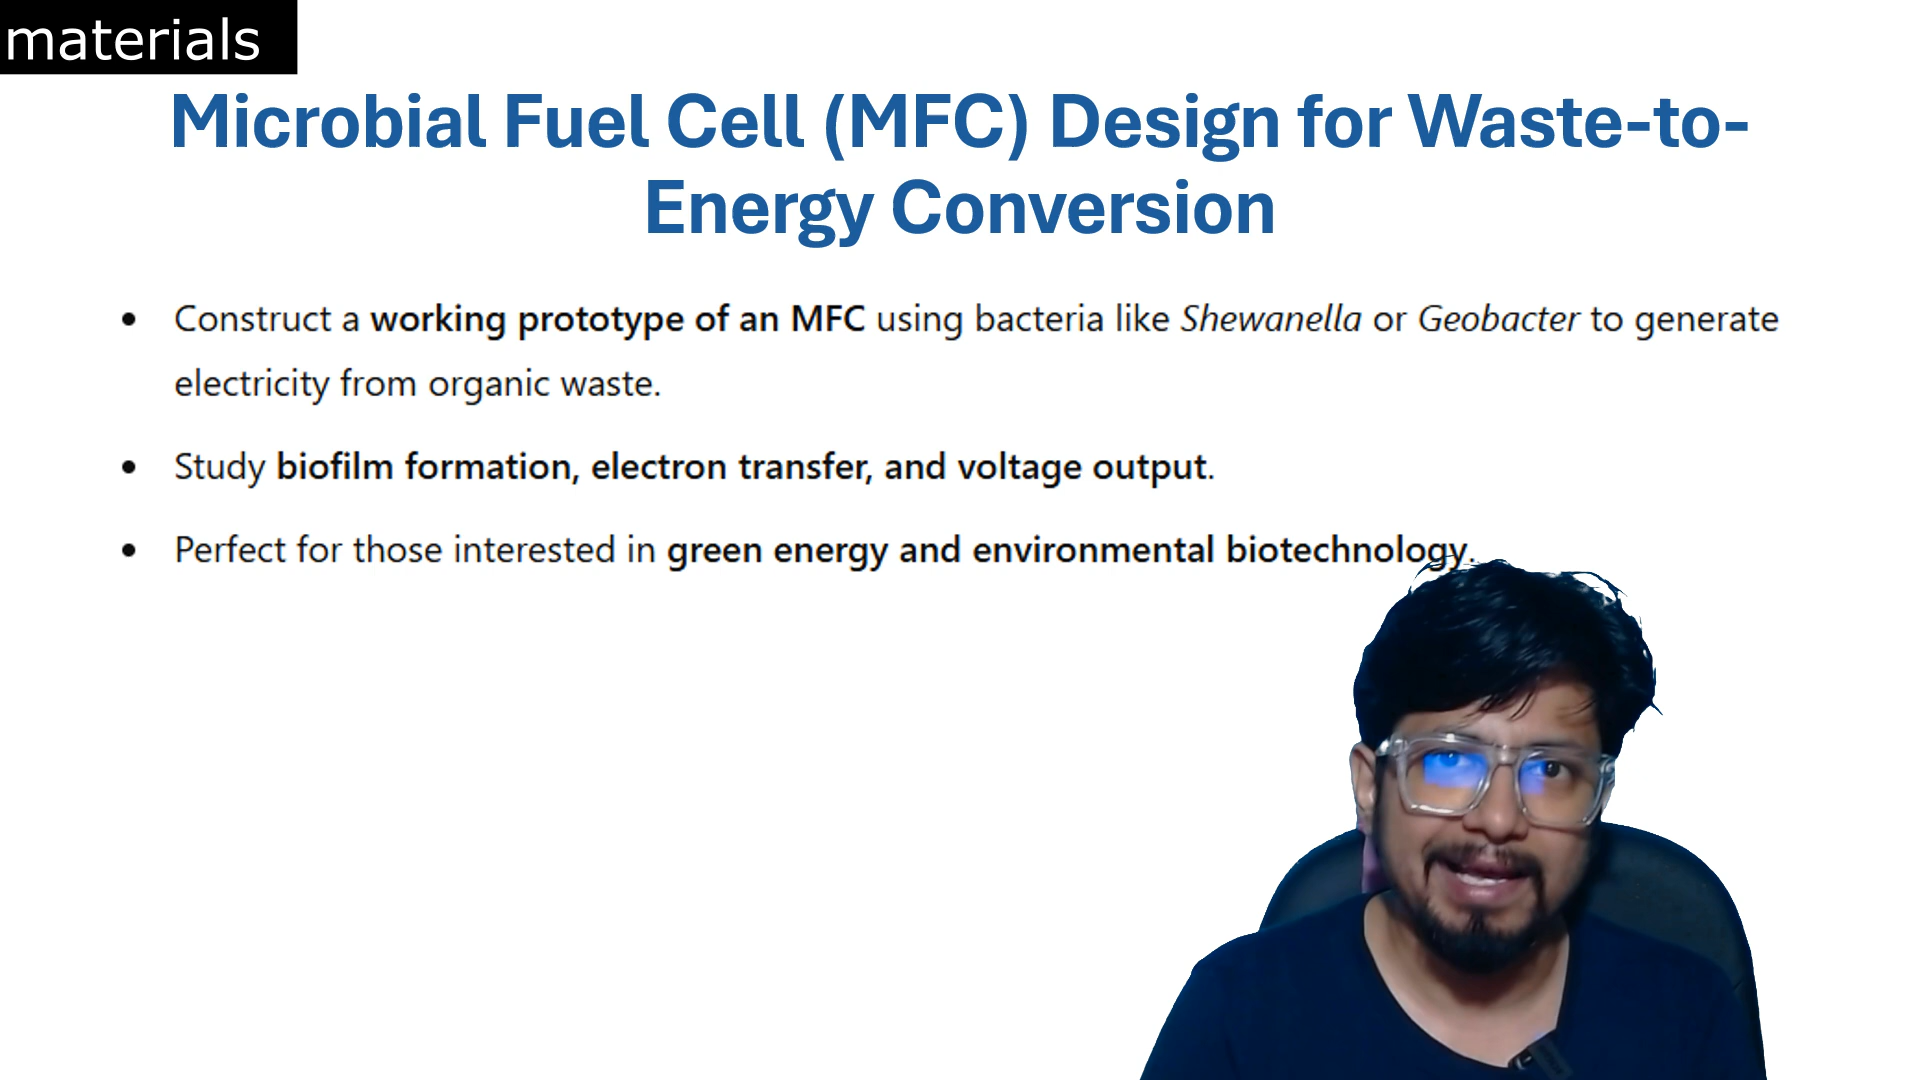 materials
Microbial Fuel Cell (MFC) Design for Waste-to-
Energy Conversion
• Construct a working prototype of an MFC using bacteria like Shewanella or Geobacter to generate
electricity from organic waste.
• Study biofilm formation, electron transfer, and voltage output.
• Perfect for those interested in green energy and environmental biotechnology.